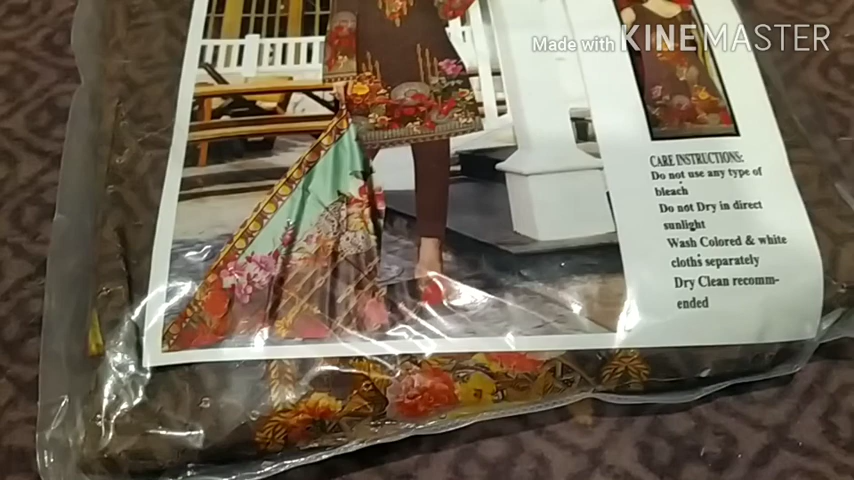 Made with KINEMASTER
CARE INSTRUCTIONS:
Do not use any type of
bleach
Do not Dry in direct
sunlight
Wash Colored & white
cloths separately
Dry Clean recomm-
ended